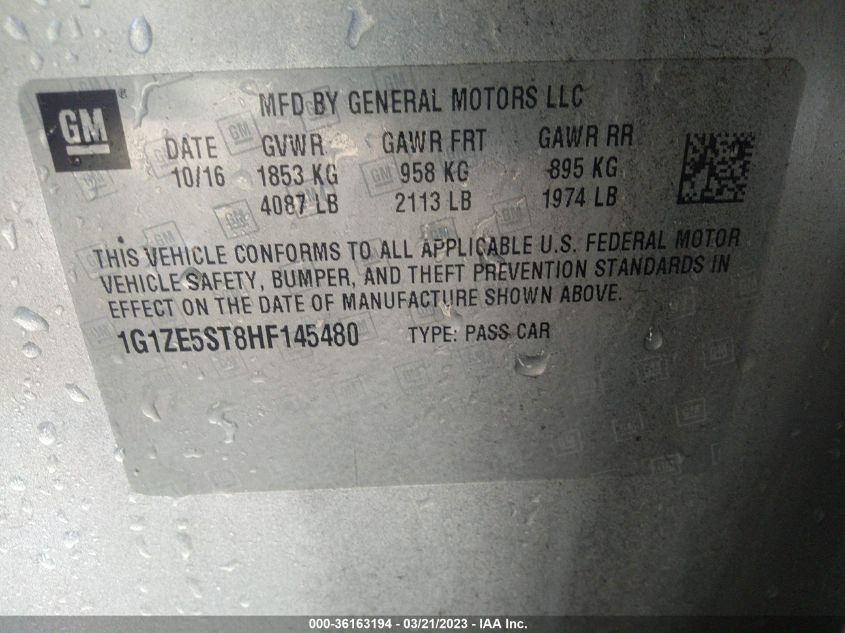 GM
MFD BY GENERAL MOTORS LLC
DATE GVWR GAWR FRT GAWR RR
10/16 1853 KG 958 KG 895 KG
4087 LB 2113 LB 1974 LB
THIS VEHICLE CONFORMS TO ALL APPLICABLE U.S. FEDERAL MOTOR
VEHICLE SAFETY, BUMPER, AND THEFT PREVENTION STANDARDS IN
EFFECT ON THE DATE OF MANUFACTURE SHOWN ABOVE.
1G1ZE5ST8HF145480 TYPE: PASS CAR
000-36163194 - 03/21/2023 - IAA Inc.